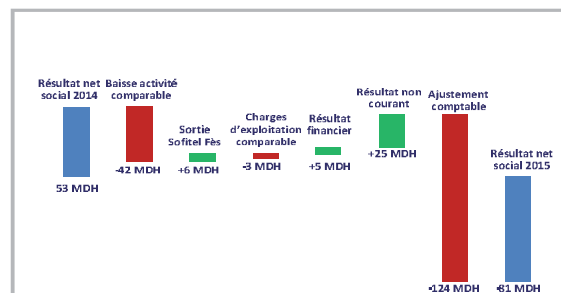 Résultat net
social 2014
53 MDH
Baisse activité
comparable
-42 MDH
Sortie
Sofitel Fès
+6 MDH
Charges
d'exploitation
comparable
-3 MDH
Résultat
financier
+5 MDH
Résultat non
courant
+25 MDH
Ajustement
comptable
-124 MDH
Résultat net
social 2015
-81 MDH